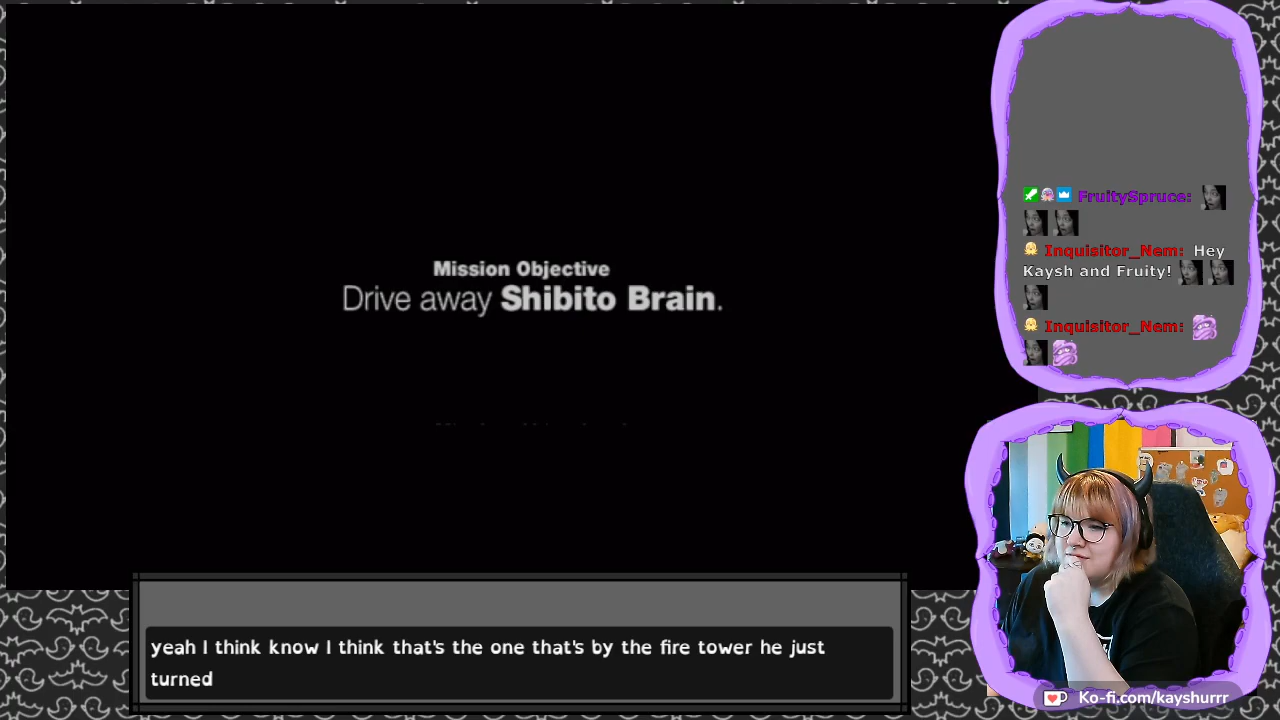 Mission Objective
Drive away Shibito Brain.
FruitySpruce:
Inquisitor_Nem: Hey
Kaysh and Fruity!
Inquisitor_Nem:
yeah I think know I think that's the one that's by the fire tower he just
turned
Ko-fi.com/kayshurrr